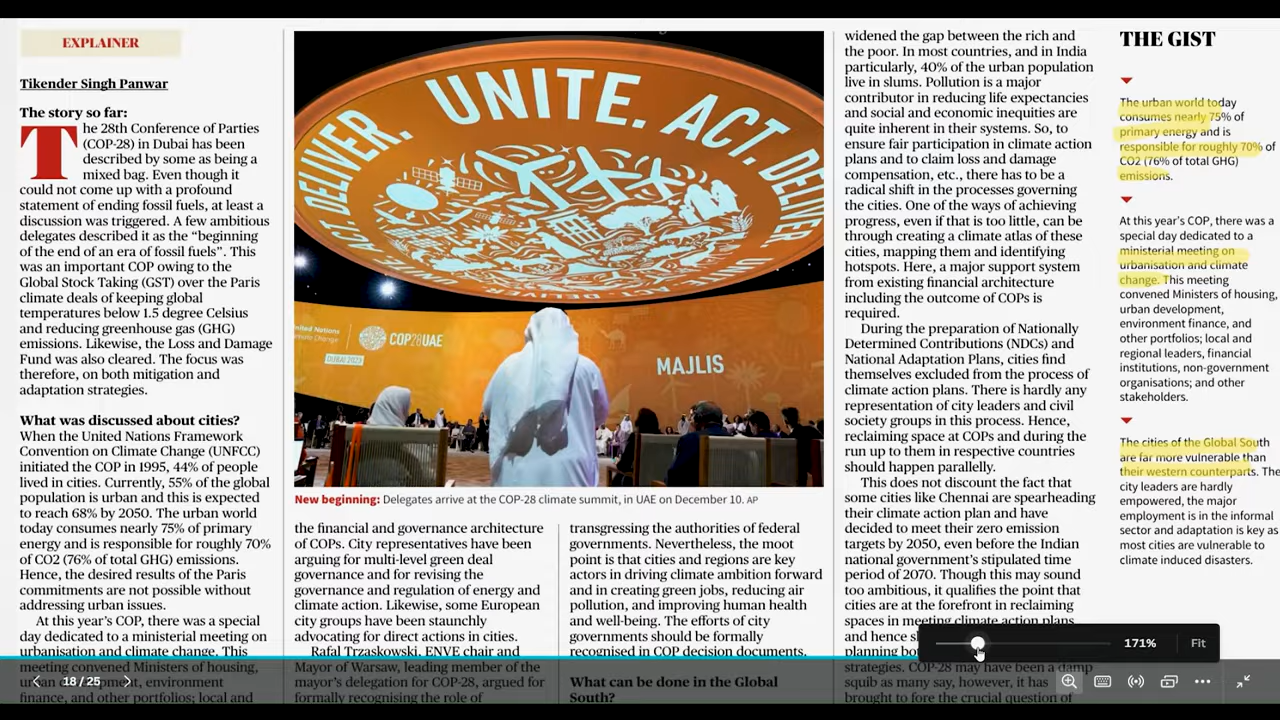 EXPLAINER
Tikender Singh Panwar
The story so far:
The 28th Conference of Parties
(COP-28) in Dubai has been
described by some as being a
mixed bag. Even though it
could not come up with a profound
statement of ending fossil fuels, at least a
discussion was triggered. A few ambitious
delegates described it as the “beginning
of the end of an era of fossil fuels”. This
was an important COP owing to the
Global Stock Taking (GST) over the Paris
climate deals of keeping global
temperatures below 1.5 degree Celsius
and reducing greenhouse gas (GHG)
emissions. Likewise, the Loss and Damage
Fund was also cleared. The focus was
therefore, on both mitigation and
adaptation strategies.
What was discussed about cities?
When the United Nations Framework
Convention on Climate Change (UNFCC)
initiated the COP in 1995, 44% of people
lived in cities. Currently, 55% of the global
population is urban and this is expected
to reach 68% by 2050. The urban world
today consumes nearly 75% of primary
energy and is responsible for roughly 70%
of CO2 (76% of total GHG) emissions.
Hence, the desired results of the Paris
commitments are not possible without
addressing urban issues.
At this year’s COP, there was a special
day dedicated to a ministerial meeting on
urbanisation and climate change. This
meeting convened Ministers of housing,
urban development, environment
finance, and other portfolios; local and
DELIVER. UNITE. ACT. DELIVER.
United Nations
Climate Change
COP28UAE
DUBAI 2023
MAJLIS
New beginning: Delegates arrive at the COP-28 climate summit, in UAE on December 10. AP
the financial and governance architecture
of COPs. City representatives have been
arguing for multi-level green deal
governance and for revising the
governance and regulation of energy and
climate action. Likewise, some European
city groups have been staunchly
advocating for direct actions in cities.
Rafal Trzaskowski, ENVE chair and
Mayor of Warsaw, leading member of the
mayor’s delegation for COP-28, argued for
formally recognising the role of
transgressing the authorities of federal
governments. Nevertheless, the moot
point is that cities and regions are key
actors in driving climate ambition forward
and in creating green jobs, reducing air
pollution, and improving human health
and well-being. The efforts of city
governments should be formally
recognised in COP decision documents.
What can be done in the Global
South?
widened the gap between the rich and
the poor. In most countries, and in India
particularly, 40% of the urban population
live in slums. Pollution is a major
contributor in reducing life expectancies
and social and economic inequities are
quite inherent in their systems. So, to
ensure fair participation in climate action
plans and to claim loss and damage
compensation, etc., there has to be a
radical shift in the processes governing
the cities. One of the ways of achieving
progress, even if that is too little, can be
through creating a climate atlas of these
cities, mapping them and identifying
hotspots. Here, a major support system
from existing financial architecture
including the outcome of COPs is
required.
During the preparation of Nationally
Determined Contributions (NDCs) and
National Adaptation Plans, cities find
themselves excluded from the process of
climate action plans. There is hardly any
representation of city leaders and civil
society groups in this process. Hence,
reclaiming space at COPs and during the
run up to them in respective countries
should happen parallelly.
This does not discount the fact that
some cities like Chennai are spearheading
their climate action plan and have
decided to meet their zero emission
targets by 2050, even before the Indian
national government’s stipulated time
period of 2070. Though this may sound
too ambitious, it qualifies the point that
cities are at the forefront in reclaiming
spaces in meeting climate action plans
and hence
planning
strategies. COP-28 may have been a damp
squib as many say, however, it has
brought to fore the crucial question of
THE GIST
The urban world today
consumes nearly 75% of
primary energy and is
responsible for roughly 70% of
CO2 (76% of total GHG)
emissions.
At this year’s COP, there was a
special day dedicated to a
ministerial meeting on
urbanisation and climate
change. This meeting
convened Ministers of housing,
urban development,
environment finance, and
other portfolios; local and
regional leaders, financial
institutions, non-government
organisations; and other
stakeholders.
The cities of the Global South
are far more vulnerable than
their western counterparts. The
city leaders are hardly
empowered, the major
employment is in the informal
sector and adaptation is key as
most cities are vulnerable to
climate induced disasters.
171% Fit
18 / 25